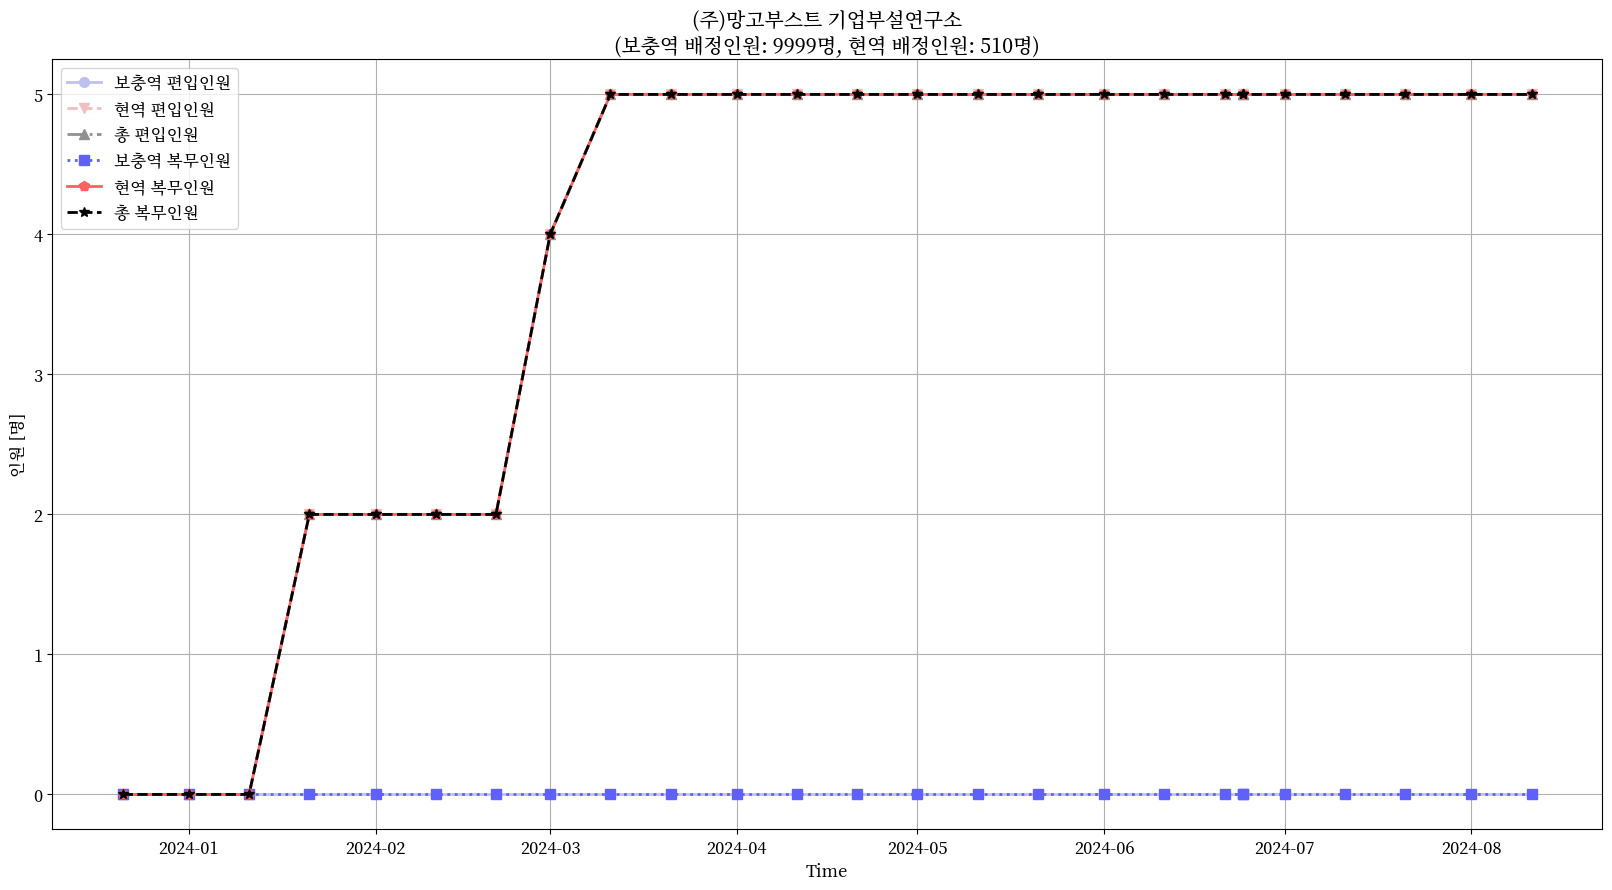 (주)망고부스트 기업부설연구소
(보충역 배정인원: 9999명, 현역 배정인원: 510명)
보충역 편입인원
현역 편입인원
총 편입인원
보충역 복무인원
현역 복무인원
총 복무인원
5
4
3
2
1
0
인원 [명]
2024-01 2024-02 2024-03 2024-04 2024-05 2024-06 2024-07 2024-08
Time